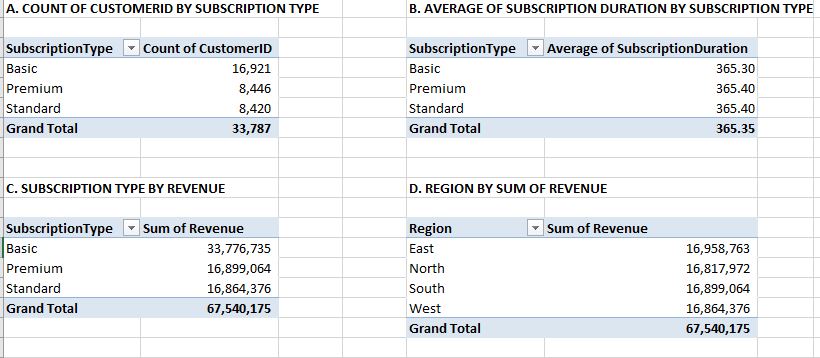 A. COUNT OF CUSTOMERID BY SUBSCRIPTION TYPE
SubscriptionType Count of CustomerID
Basic 16,921
Premium 8,446
Standard 8,420
Grand Total 33,787
B. AVERAGE OF SUBSCRIPTION DURATION BY SUBSCRIPTION TYPE
SubscriptionType Average of SubscriptionDuration
Basic 365.30
Premium 365.40
Standard 365.40
Grand Total 365.35
C. SUBSCRIPTION TYPE BY REVENUE
SubscriptionType Sum of Revenue
Basic 33,776,735
Premium 16,899,064
Standard 16,864,376
Grand Total 67,540,175
D. REGION BY SUM OF REVENUE
Region Sum of Revenue
East 16,958,763
North 16,817,972
South 16,899,064
West 16,864,376
Grand Total 67,540,175